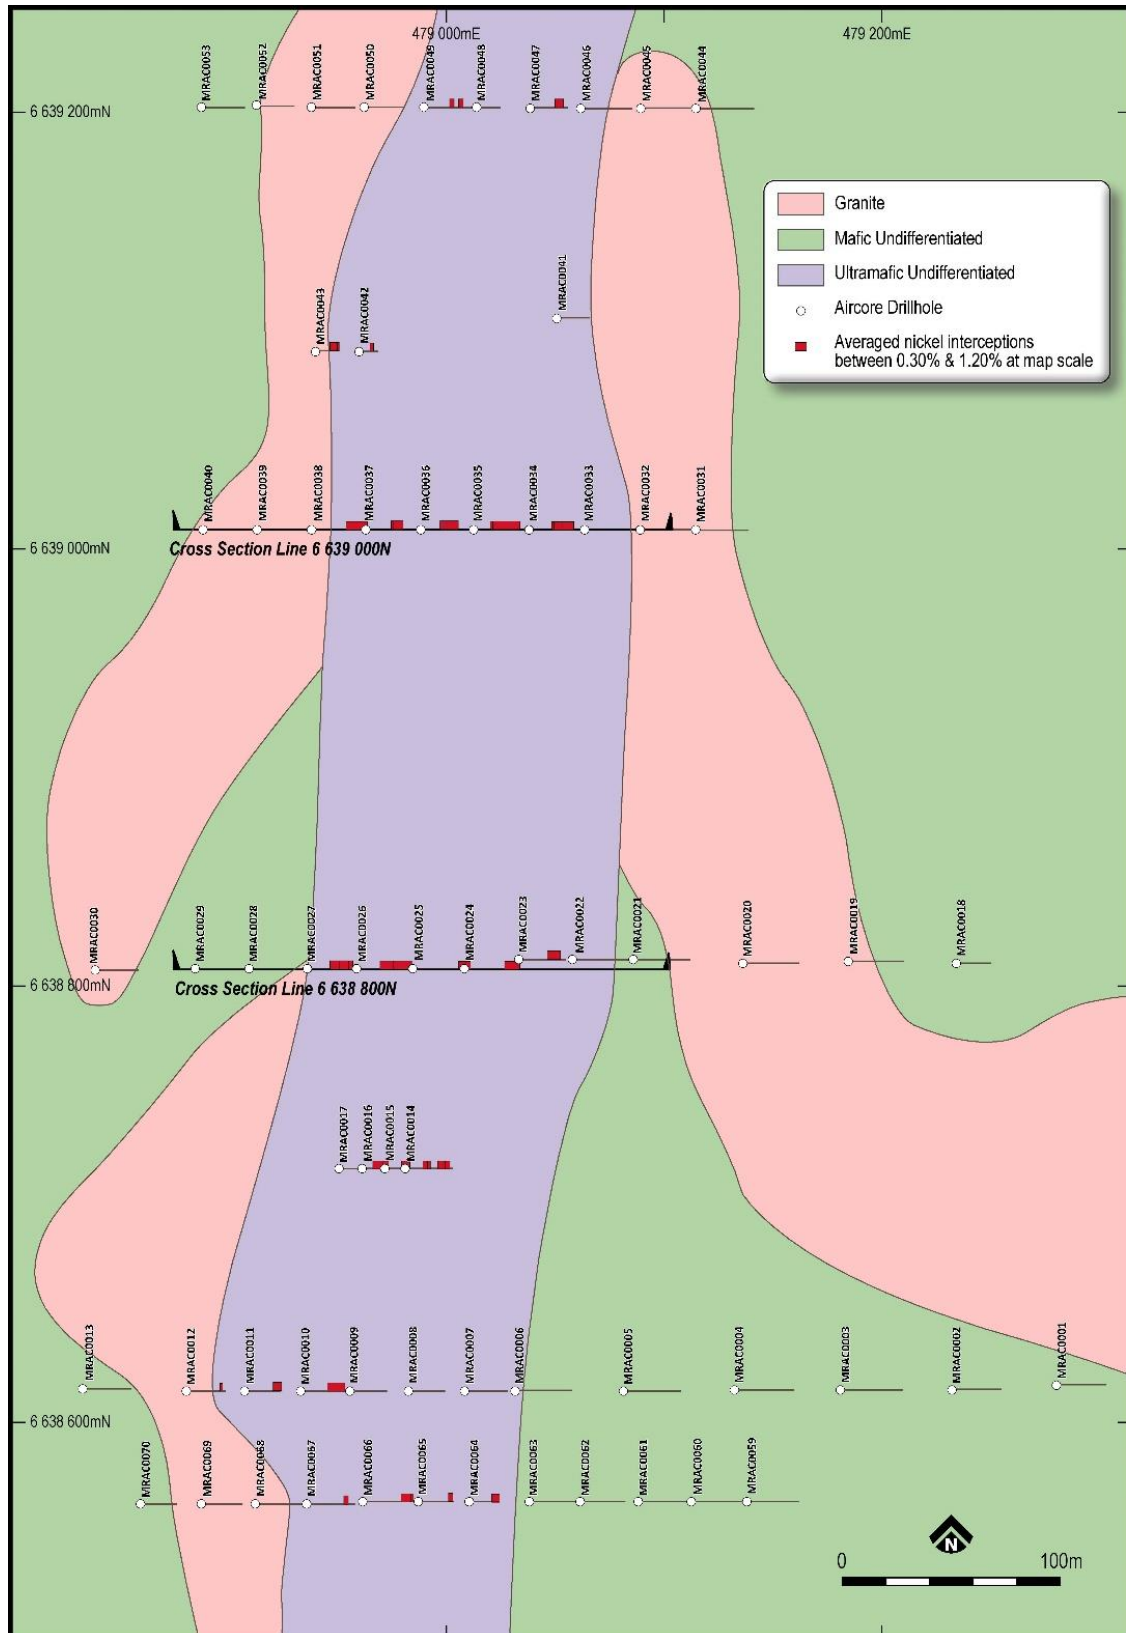 479 000mE
479 200mE
MRAC0053
MRAC0052
MRAC0051
MRAC0050
MRAC0049
MRAC0048
MRAC0047
MRAC0046
MRAC0045
MRAC0044
6 639 200mN
Granite
Mafic Undifferentiated
Ultramafic Undifferentiated
Aircore Drillhole
Averaged nickel interceptions
between 0.30% & 1.20% at map scale
MRAC0043
MRAC0042
MRAC0041
MRAC0040
MRAC0039
MRAC0038
MRAC0037
MRAC0036
MRAC0035
MRAC0034
MRAC0033
MRAC0032
MRAC0031
6 639 000mN
Cross Section Line 6 639 000N
MRAC0030
MRAC0029
MRAC0028
MRAC0027
MRAC0026
MRAC0025
MRAC0024
MRAC0023
MRAC0022
MRAC0021
MRAC0020
MRAC0019
MRAC0018
6 638 800mN
Cross Section Line 6 638 800N
MRAC0017
MRAC0016
MRAC0015
MRAC0014
MRAC0013
MRAC0012
MRAC0011
MRAC0010
MRAC0009
MRAC0008
MRAC0007
MRAC0006
MRAC0005
MRAC0004
MRAC0003
MRAC0002
MRAC0001
6 638 600mN
MRAC0070
MRAC0069
MRAC0068
MRAC0067
MRAC0066
MRAC0065
MRAC0064
MRAC0063
MRAC0062
MRAC0061
MRAC0060
MRAC0059
N
0
100m